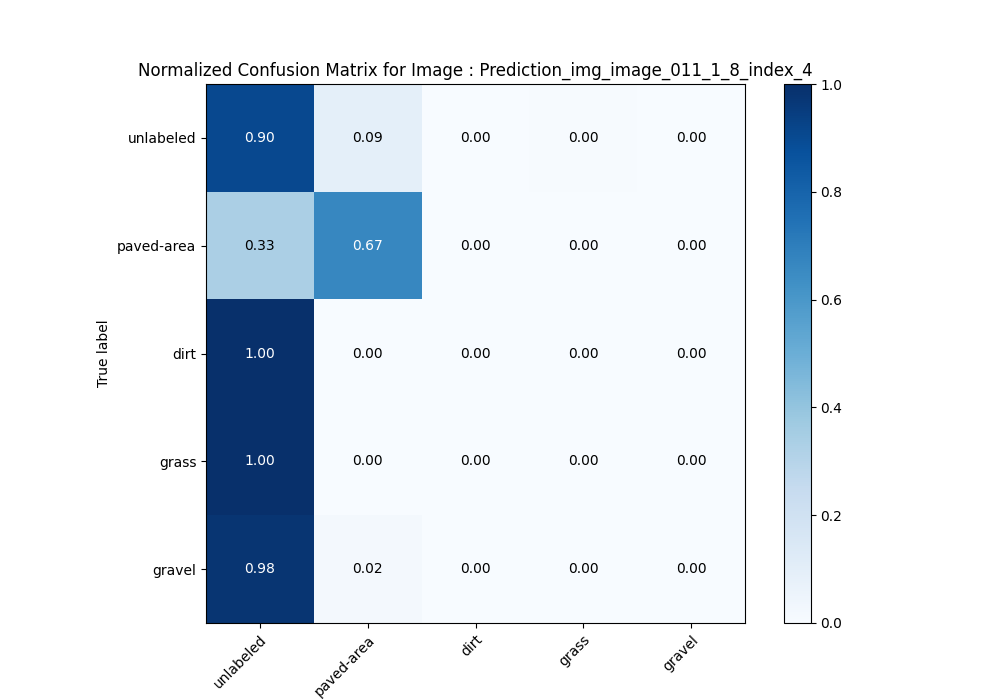 Normalized Confusion Matrix for Image : Prediction_img_image_011_1_8_index_4
unlabeled 0.90 0.09 0.00 0.00 0.00
paved-area 0.33 0.67 0.00 0.00 0.00
dirt 1.00 0.00 0.00 0.00 0.00
grass 1.00 0.00 0.00 0.00 0.00
gravel 0.98 0.02 0.00 0.00 0.00
True label
unlabeled paved-area dirt grass gravel
1.0
0.8
0.6
0.4
0.2
0.0